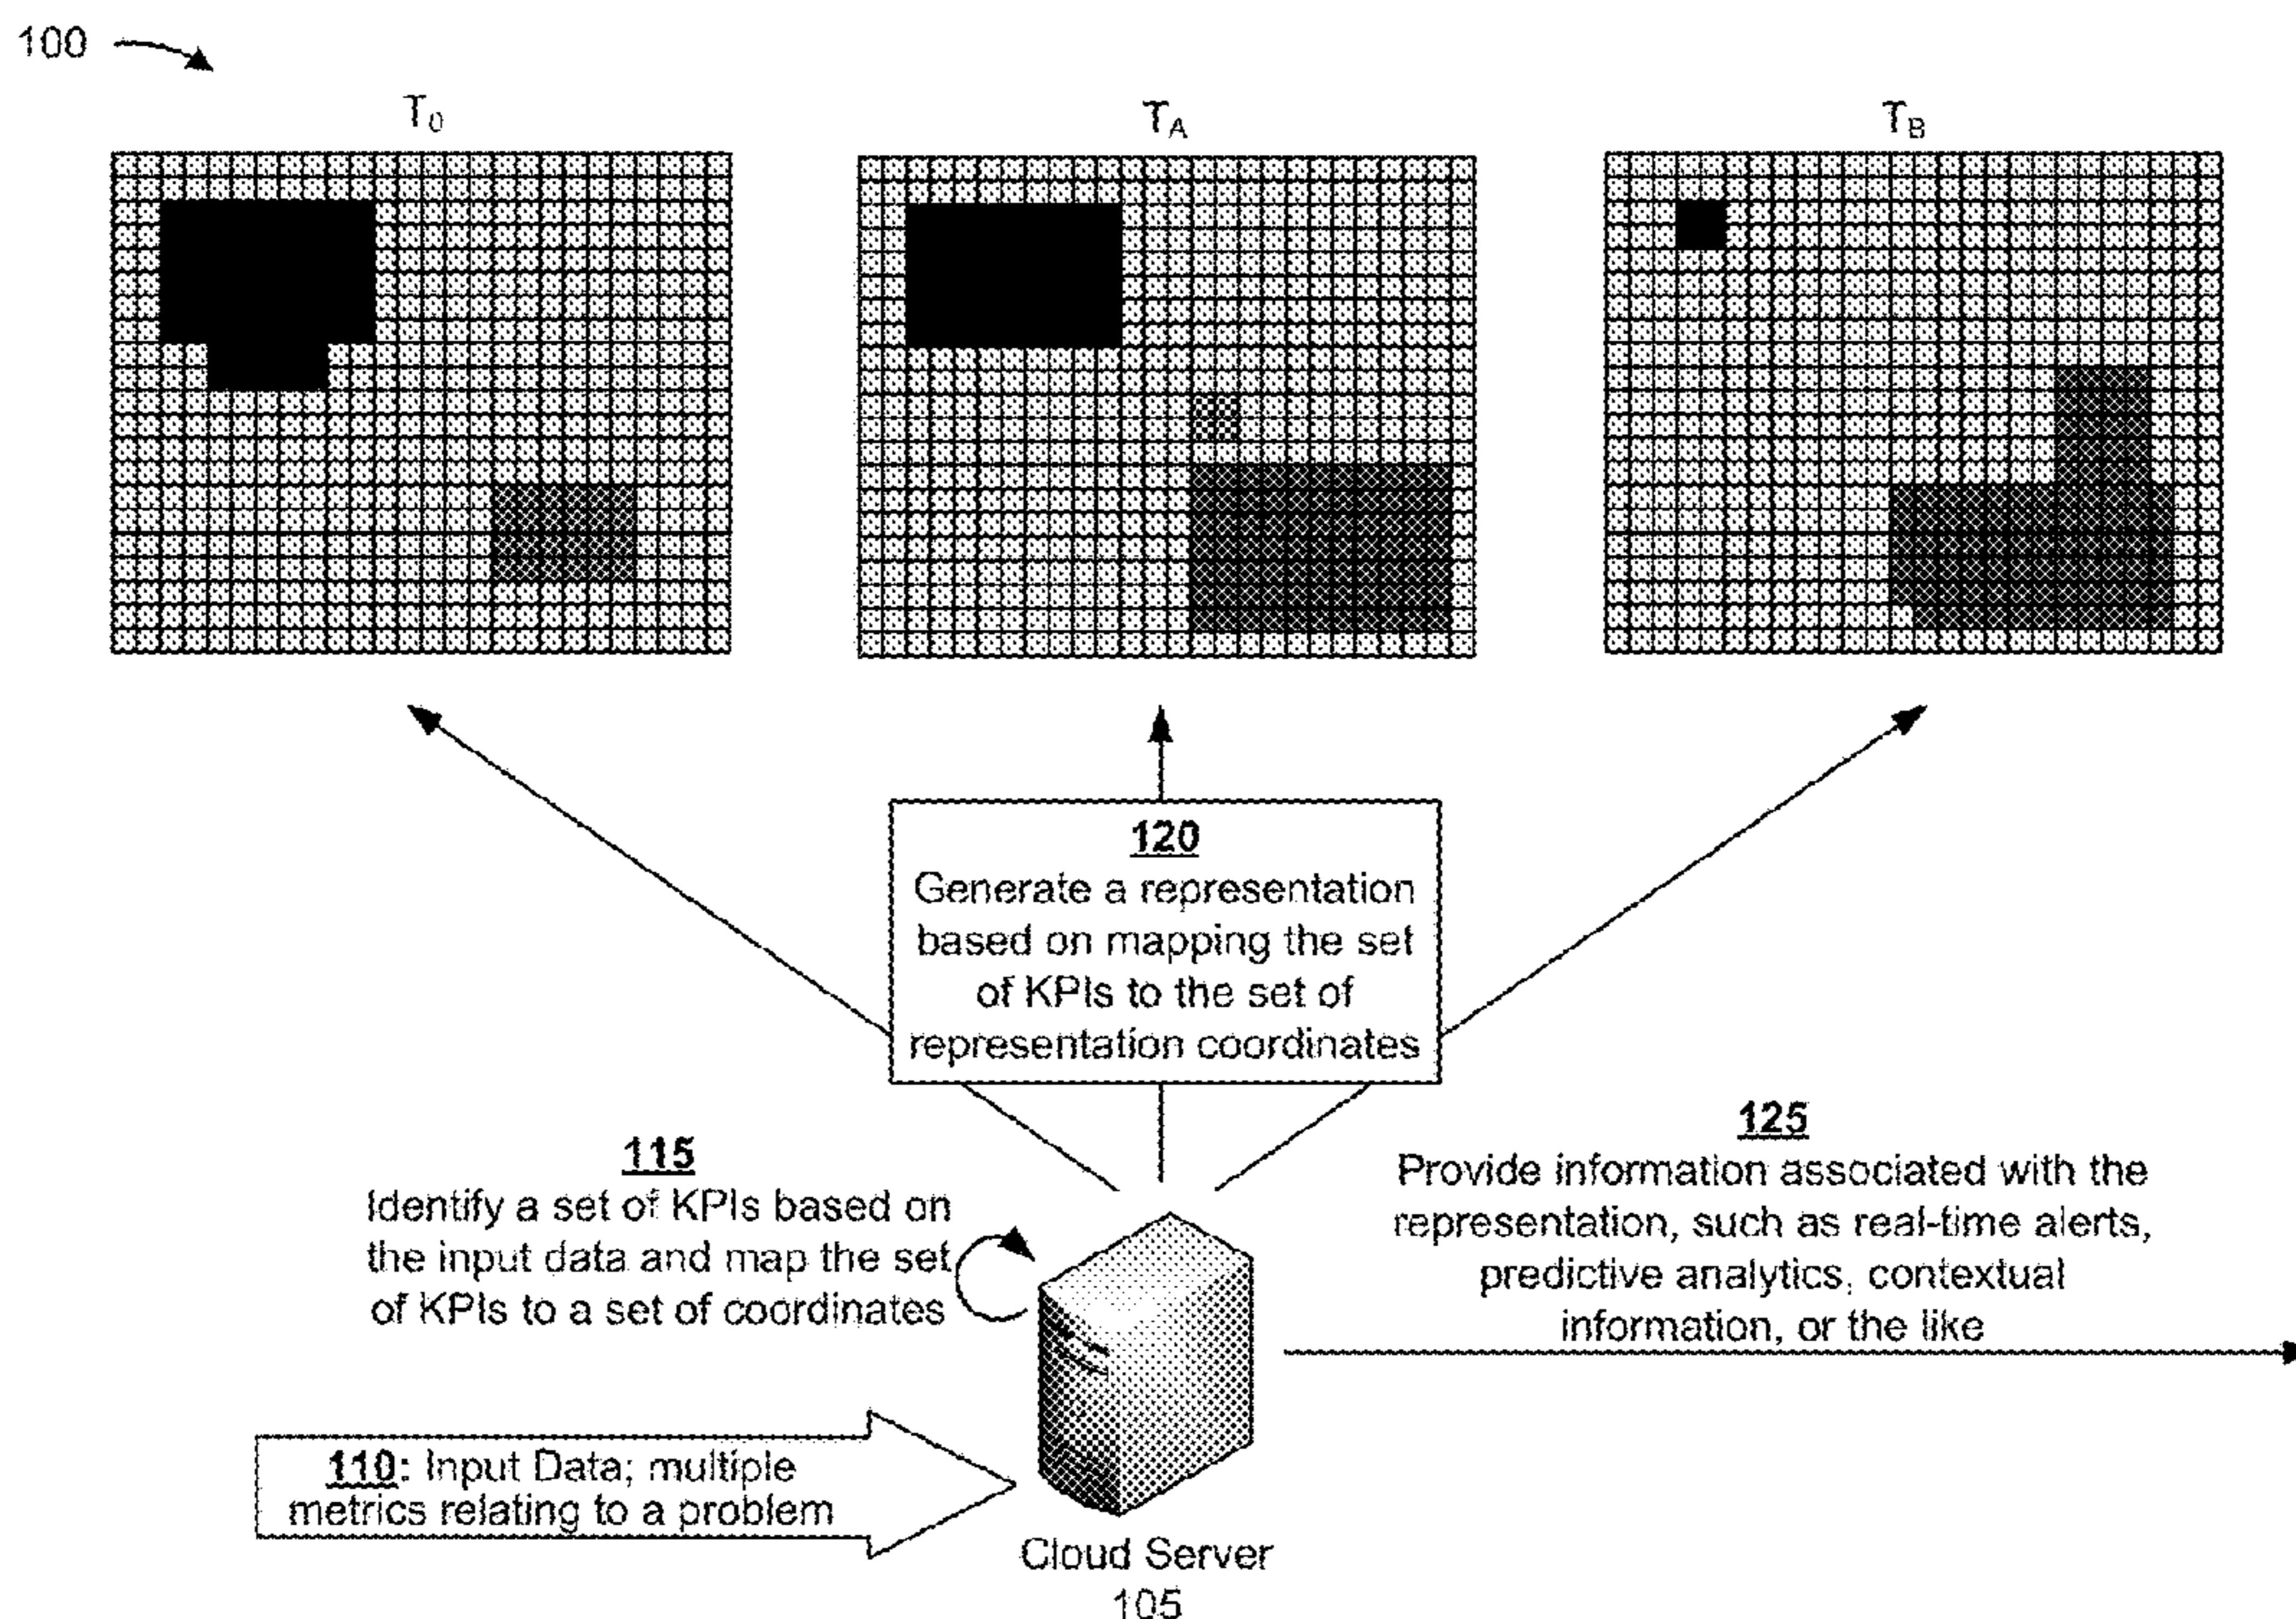 100
T0
TA
TB
120
Generate a representation
based on mapping the set
of KPIs to the set of
representation coordinates
115
Identify a set of KPIs based on
the input data and map the set
of KPIs to a set of coordinates
125
Provide information associated with the
representation, such as real-time alerts,
predictive analytics, contextual
information, or the like
110: Input Data; multiple
metrics relating to a problem
Cloud Server
105